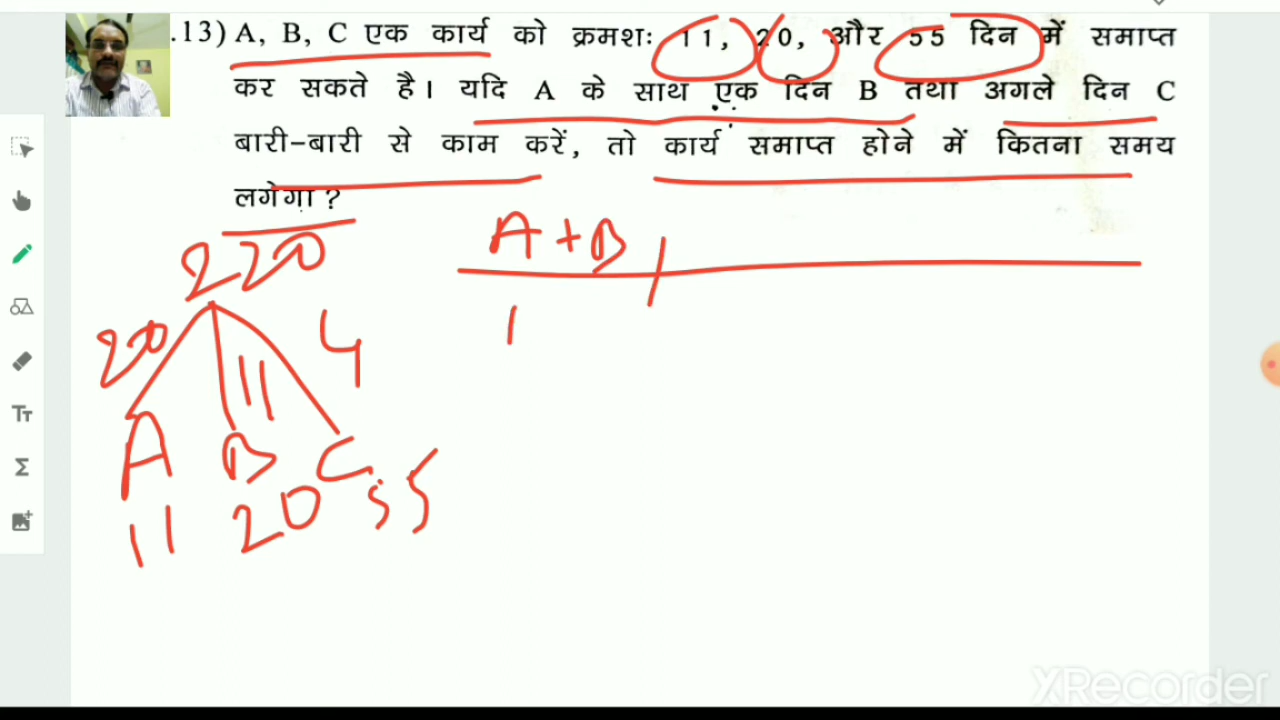 .13) A, B, C एक कार्य को क्रमशः 11, 20, और 55 दिन में समाप्त
कर सकते है। यदि A के साथ एक दिन B तथा अगले दिन C
बारी-बारी से काम करें, तो कार्य समाप्त होने में कितना समय
लगेगा?
220
A + B
20 11 4
1
A B C
11 20 55
Tт
Σ
XRecorder